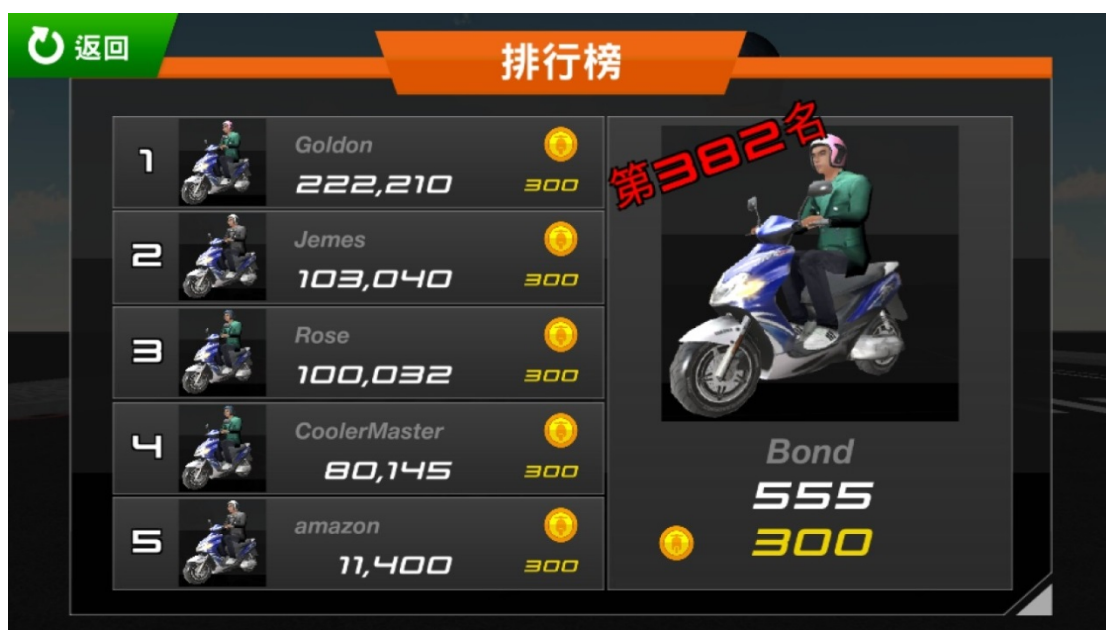 返回
排行榜
1
Goldon
222,210
300
2
Jemes
103,040
300
3
Rose
100,032
300
4
CoolerMaster
80,145
300
5
amazon
11,400
300
第382名
Bond
555
300